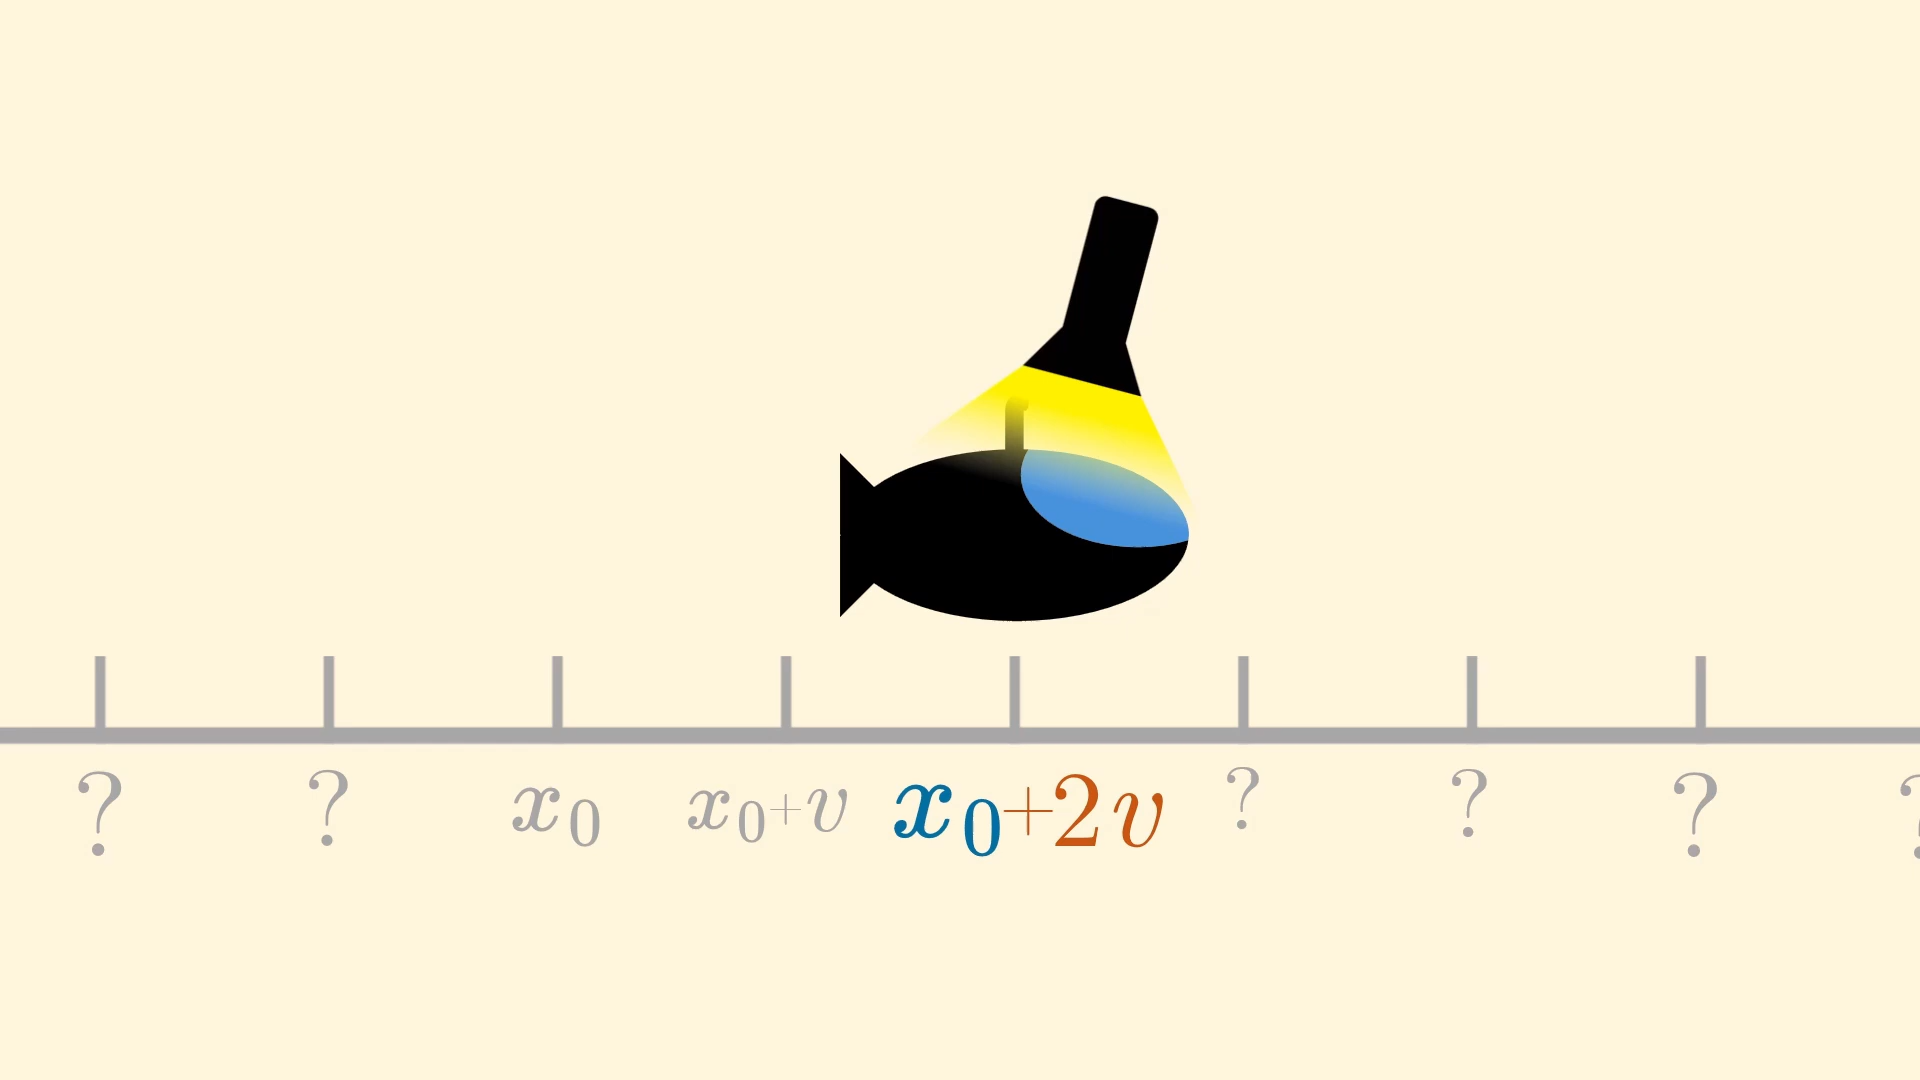 ? ? x₀ x₀+v x₀+2v ? ? ? ?